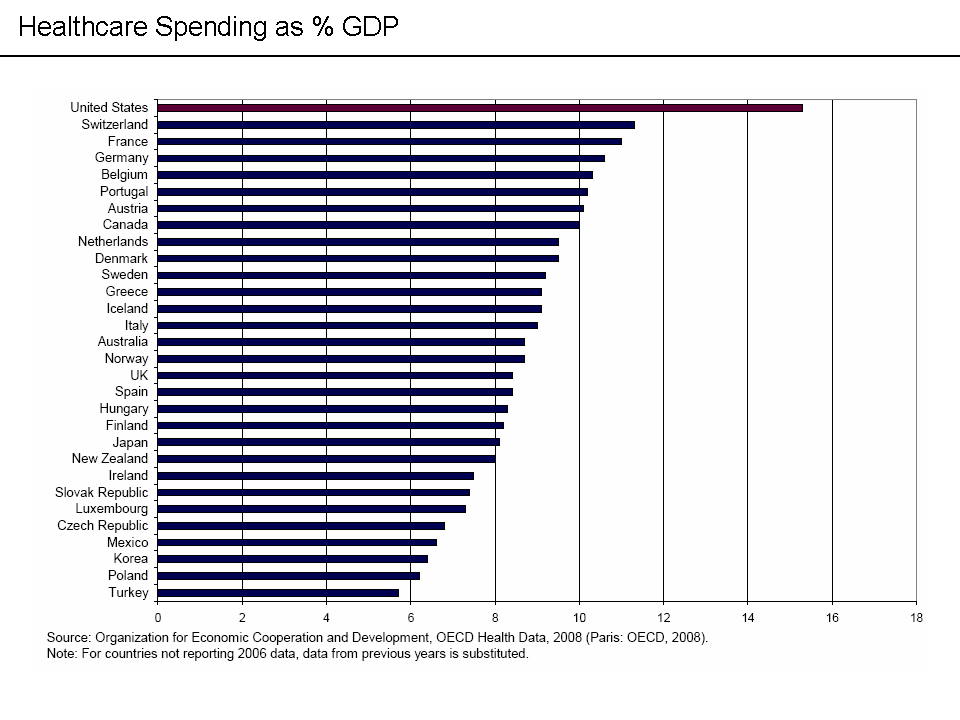 Healthcare Spending as % GDP
United States
Switzerland
France
Germany
Belgium
Portugal
Austria
Canada
Netherlands
Denmark
Sweden
Greece
Iceland
Italy
Australia
Norway
UK
Spain
Hungary
Finland
Japan
New Zealand
Ireland
Slovak Republic
Luxembourg
Czech Republic
Mexico
Korea
Poland
Turkey
0 2 4 6 8 10 12 14 16 18
Source: Organization for Economic Cooperation and Development, OECD Health Data, 2008 (Paris: OECD, 2008).
Note: For countries not reporting 2006 data, data from previous years is substituted.